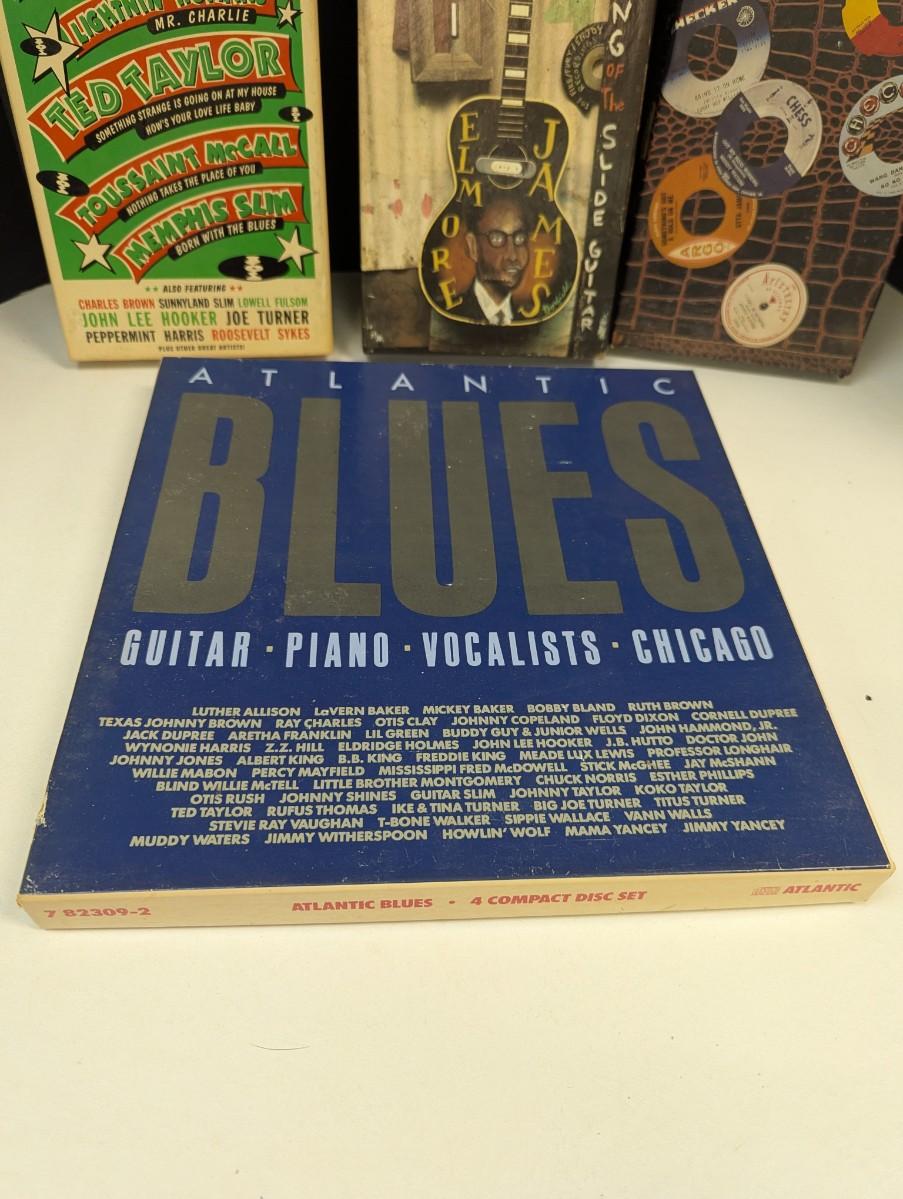 LIGHTNIN' HOPKINS
MR. CHARLIE
TED TAYLOR
SOMETHING STRANGE IS GOING ON AT MY HOUSE
HOW'S YOUR LOVE LIFE BABY
TOUSSAINT McCALL
NOTHING TAKES THE PLACE OF YOU
MEMPHIS SLIM
BORN WITH THE BLUES
ALSO FEATURING
CHARLES BROWN SUNNYLAND SLIM LOWELL FULSOM
JOHN LEE HOOKER JOE TURNER
PEPPERMINT HARRIS ROOSEVELT SYKES
PLUS OTHER GREAT ARTISTS!
NG OF The SLIDE GUITAR
ELMORE
JAMES
HECKER
CHESS
ARGO
ARISTOCRAT
ATLANTIC
BLUES
GUITAR · PIANO · VOCALISTS · CHICAGO
LUTHER ALLISON LaVERN BAKER MICKEY BAKER BOBBY BLAND RUTH BROWN
TEXAS JOHNNY BROWN RAY CHARLES OTIS CLAY JOHNNY COPELAND FLOYD DIXON CORNELL DUPREE
JACK DUPREE ARETHA FRANKLIN LIL GREEN BUDDY GUY & JUNIOR WELLS JOHN HAMMOND, JR.
WYNONIE HARRIS Z.Z. HILL ELDRIDGE HOLMES JOHN LEE HOOKER J.B. HUTTO DOCTOR JOHN
JOHNNY JONES ALBERT KING B.B. KING FREDDIE KING MEADE LUX LEWIS PROFESSOR LONGHAIR
WILLIE MABON PERCY MAYFIELD MISSISSIPPI FRED McDOWELL STICK McGHEE JAY McSHANN
BLIND WILLIE McTELL LITTLE BROTHER MONTGOMERY CHUCK NORRIS ESTHER PHILLIPS
OTIS RUSH JOHNNY SHINES GUITAR SLIM JOHNNY TAYLOR KOKO TAYLOR
TED TAYLOR RUFUS THOMAS IKE & TINA TURNER BIG JOE TURNER TITUS TURNER
STEVIE RAY VAUGHAN T-BONE WALKER SIPPIE WALLACE VANN WALLS
MUDDY WATERS JIMMY WITHERSPOON HOWLIN' WOLF MAMA YANCEY JIMMY YANCEY
7 82309-2
ATLANTIC BLUES · 4 COMPACT DISC SET
ATLANTIC